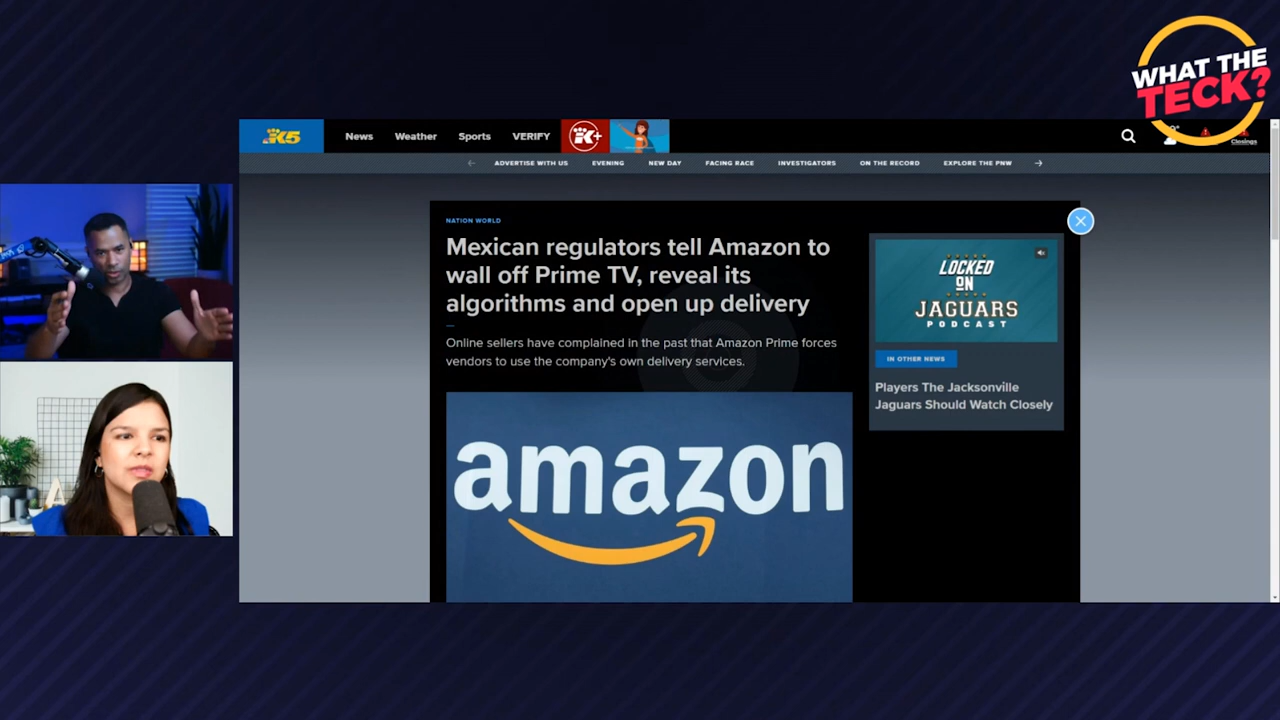 WHAT THE
TECK?
K5
News
Weather
Sports
VERIFY
K+
Closings
ADVERTISE WITH US
EVENING
NEW DAY
FACING RACE
INVESTIGATORS
ON THE RECORD
EXPLORE THE PNW
NATION WORLD
Mexican regulators tell Amazon to
wall off Prime TV, reveal its
algorithms and open up delivery
Online sellers have complained in the past that Amazon Prime forces
vendors to use the company's own delivery services.
amazon
LOCKED
ON
JAGUARS
PODCAST
IN OTHER NEWS
Players The Jacksonville
Jaguars Should Watch Closely